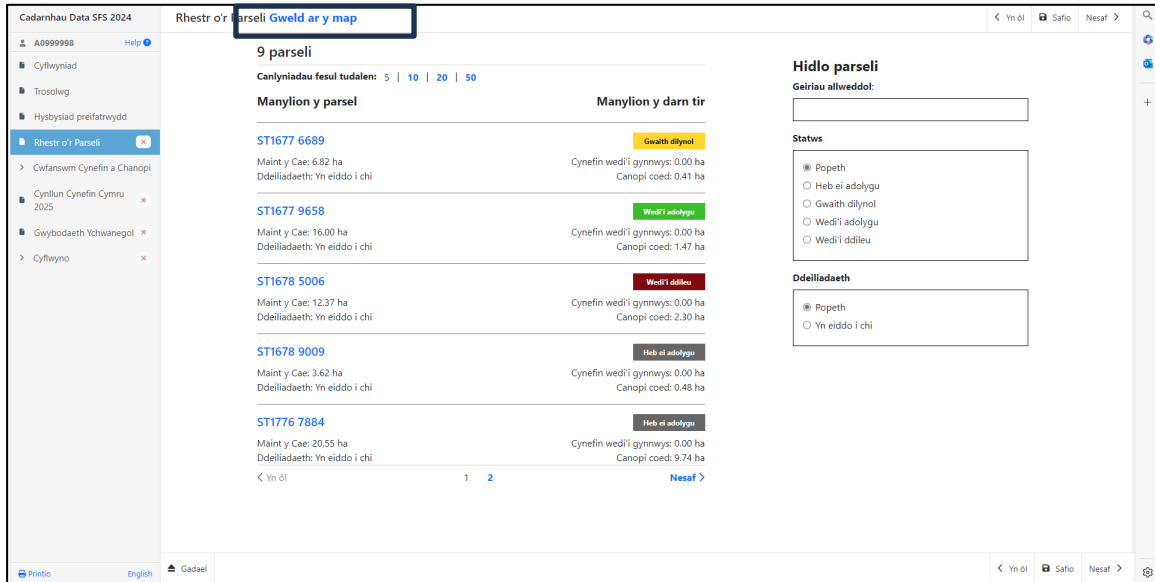 Cadarnhau Data SFS 2024
Rhestr o'r Parseli Gweld ar y map
Yn ôl Safio Nesaf
A0999998 Help
Cyflwyniad
Trosolwg
Hysbysiad preifatrwydd
Rhestr o'r Parseli
Cwfanswm Cynefin a Chanopi
Cynllun Cynefin Cymru
2025
Gwybodaeth Ychwanegol
Cyflwyno
Printio English
9 parseli
Canlyniadau fesul tudalen: 5 | 10 | 20 | 50
Manylion y parsel Manylion y darn tir
ST1677 6689 Gwaith dilynol
Maint y Cae: 6.82 ha Cynefin wedi'i gynnwys: 0.00 ha
Ddeiliadaeth: Yn eiddo i chi Canopi coed: 0.41 ha
ST1677 9658 Wedi'i adolygu
Maint y Cae: 16.00 ha Cynefin wedi'i gynnwys: 0.00 ha
Ddeiliadaeth: Yn eiddo i chi Canopi coed: 1.47 ha
ST1678 5006 Wedi'i ddileu
Maint y Cae: 12.37 ha Cynefin wedi'i gynnwys: 0.00 ha
Ddeiliadaeth: Yn eiddo i chi Canopi coed: 2.30 ha
ST1678 9009 Heb ei adolygu
Maint y Cae: 3.62 ha Cynefin wedi'i gynnwys: 0.00 ha
Ddeiliadaeth: Yn eiddo i chi Canopi coed: 0.48 ha
ST1776 7884 Heb ei adolygu
Maint y Cae: 20.55 ha Cynefin wedi'i gynnwys: 0.00 ha
Ddeiliadaeth: Yn eiddo i chi Canopi coed: 9.74 ha
Yn ôl 1 2 Nesaf
Hidlo parseli
Geiriau allweddol:
Statws
Popeth
Heb ei adolygu
Gwaith dilynol
Wedi'i adolygu
Wedi'i ddileu
Ddeiliadaeth
Popeth
Yn eiddo i chi
Gadael
Yn ôl Safio Nesaf